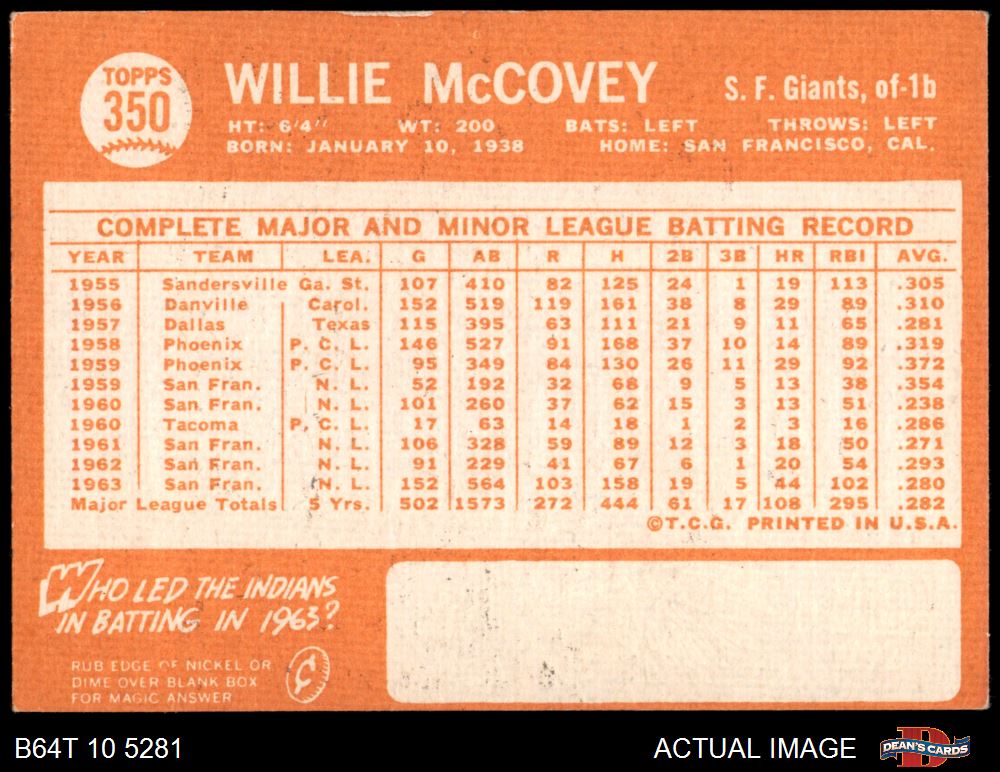 TOPPS
350
WILLIE McCOVEY S. F. Giants, of-1b
HT: 6'4" WT: 200 BATS: LEFT THROWS: LEFT
BORN: JANUARY 10, 1938 HOME: SAN FRANCISCO, CAL.
COMPLETE MAJOR AND MINOR LEAGUE BATTING RECORD
YEAR TEAM LEA. G AB R H 2B 3B HR RBI AVG.
1955 Sandersville Ga. St. 107 410 82 125 24 1 19 113 .305
1956 Danville Carol. 152 519 119 161 38 8 29 89 .310
1957 Dallas Texas 115 395 63 111 21 9 11 65 .281
1958 Phoenix P. C. L. 146 527 91 168 37 10 14 89 .319
1959 Phoenix P. C. L. 95 349 84 130 26 11 29 92 .372
1959 San Fran. N. L. 52 192 32 68 9 5 13 38 .354
1960 San Fran. N. L. 101 260 37 62 15 3 13 51 .238
1960 Tacoma P. C. L. 17 63 14 18 1 2 3 16 .286
1961 San Fran. N. L. 106 328 59 89 12 3 18 50 .271
1962 San Fran. N. L. 91 229 41 67 6 1 20 54 .293
1963 San Fran. N. L. 152 564 103 158 19 5 44 102 .280
Major League Totals 5 Yrs. 502 1573 272 444 61 17 108 295 .282
©T.C.G. PRINTED IN U.S.A.
WHO LED THE INDIANS
IN BATTING IN 1963?
RUB EDGE OF NICKEL OR
DIME OVER BLANK BOX
FOR MAGIC ANSWER
¢
B64T 10 5281 ACTUAL IMAGE D DEAN'S CARDS